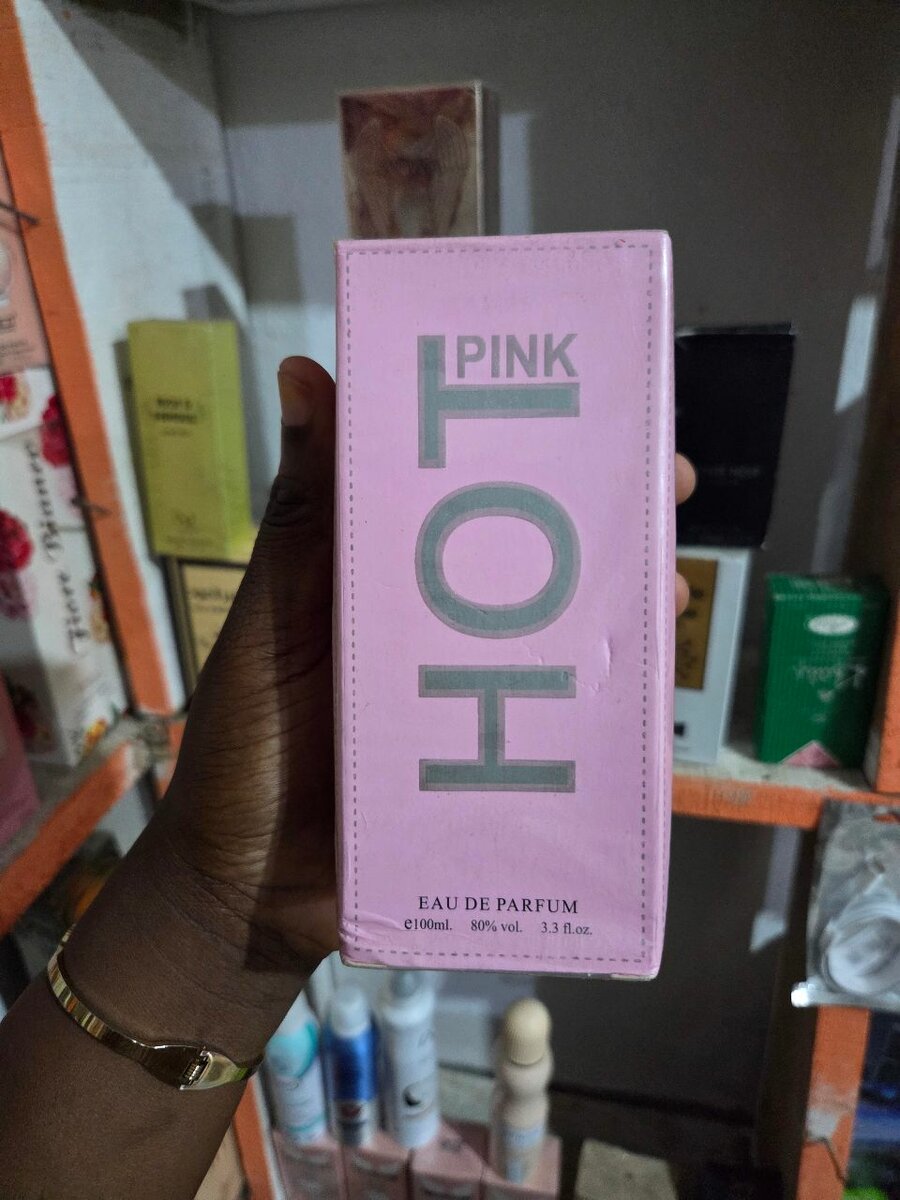 PINK
HOT
EAU DE PARFUM
e100ml. 80% vol. 3.3 fl.oz.